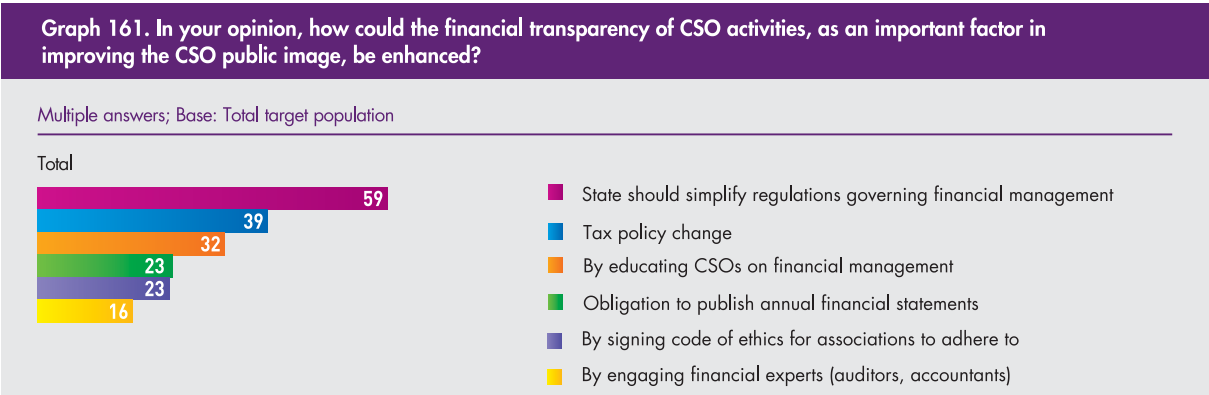 Graph 161. In your opinion, how could the financial transparency of CSO activities, as an important factor in
improving the CSO public image, be enhanced?
Multiple answers; Base: Total target population
Total
59
39
32
23
23
16
State should simplify regulations governing financial management
Tax policy change
By educating CSOs on financial management
Obligation to publish annual financial statements
By signing code of ethics for associations to adhere to
By engaging financial experts (auditors, accountants)